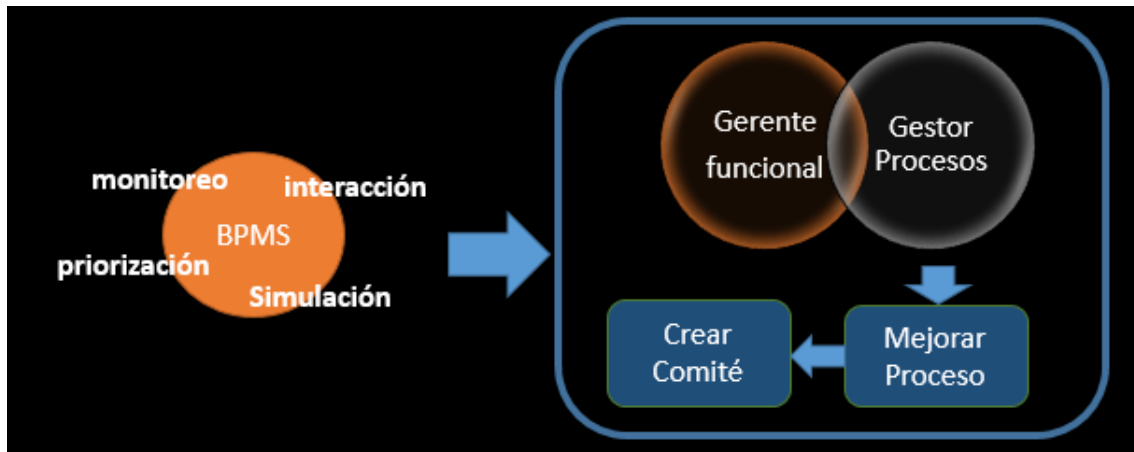 monitoreo
interacción
BPMS
priorización
Simulación
Gerente
funcional
Gestor
Procesos
Crear
Comité
Mejorar
Proceso